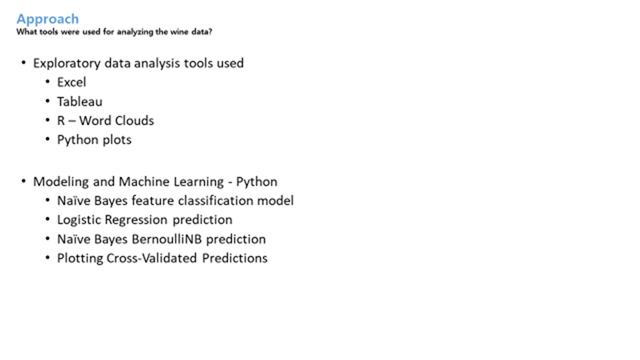 Approach
What tools were used for analyzing the wine data?
• Exploratory data analysis tools used
• Excel
• Tableau
• R – Word Clouds
• Python plots
• Modeling and Machine Learning - Python
• Naïve Bayes feature classification model
• Logistic Regression prediction
• Naïve Bayes BernoulliNB prediction
• Plotting Cross-Validated Predictions